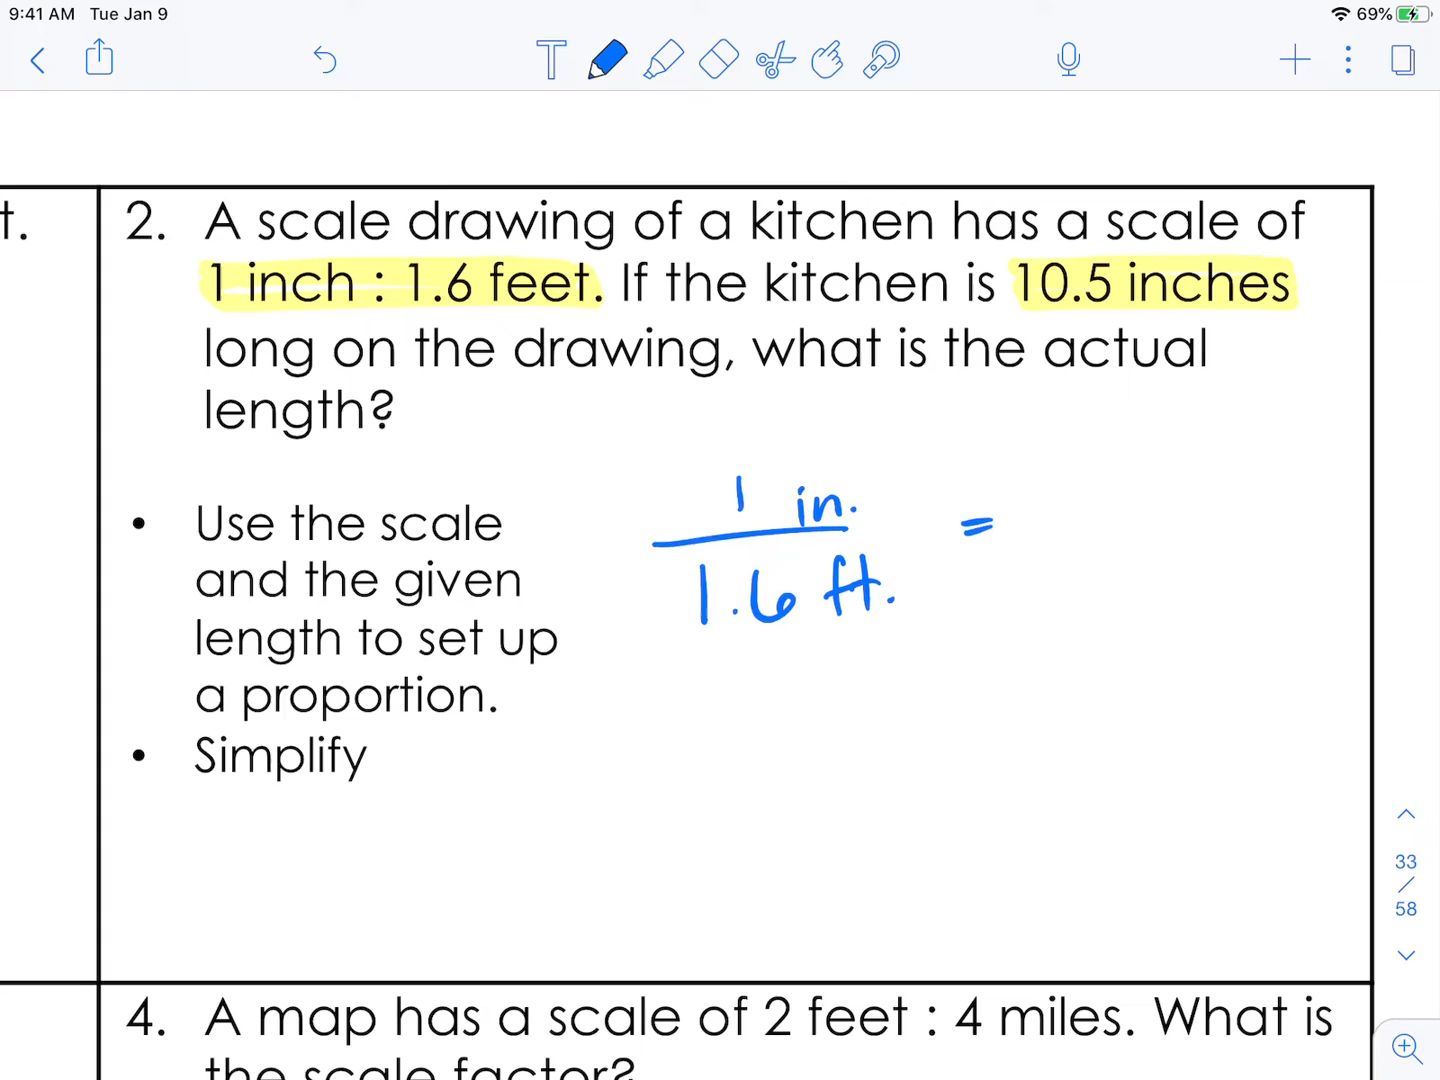 9:41 AM Tue Jan 9
69%
t.
2. A scale drawing of a kitchen has a scale of
1 inch : 1.6 feet. If the kitchen is 10.5 inches
long on the drawing, what is the actual
length?
• Use the scale
and the given
length to set up
a proportion.
• Simplify
1 in.
=
1.6 ft.
33
/
58
4. A map has a scale of 2 feet : 4 miles. What is
the scale factor?